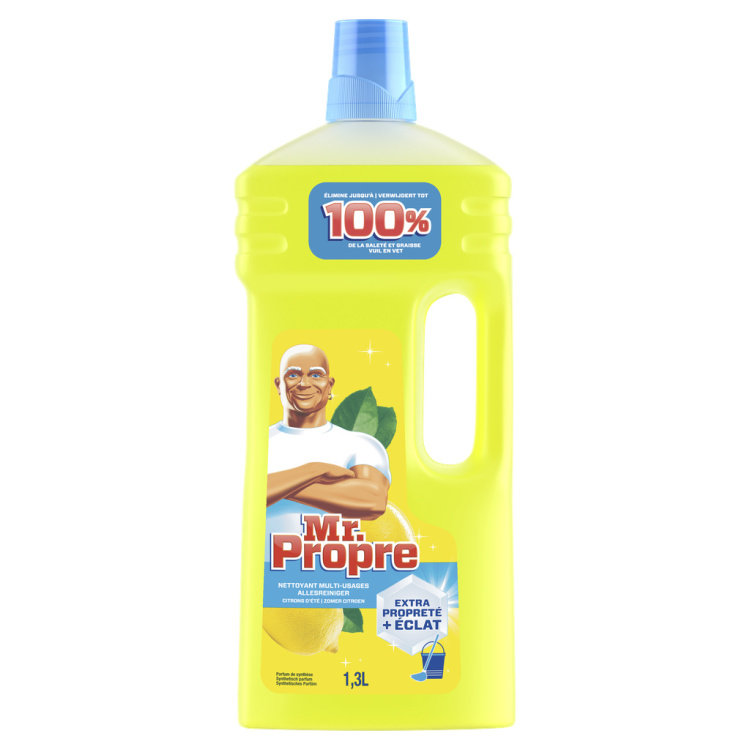 ÉLIMINE JUSQU'À | VERWIJDERT TOT
100%
DE LA SALETÉ ET GRAISSE
VUIL EN VET
Mr.
Propre
NETTOYANT MULTI-USAGES
ALLESREINIGER
CITRONS D'ÉTÉ | ZOMER CITROEN
EXTRA
PROPRETÉ
+ ÉCLAT
Parfum de synthèse
Synthetisch parfum
Synthetisches Parfüm
1,3L